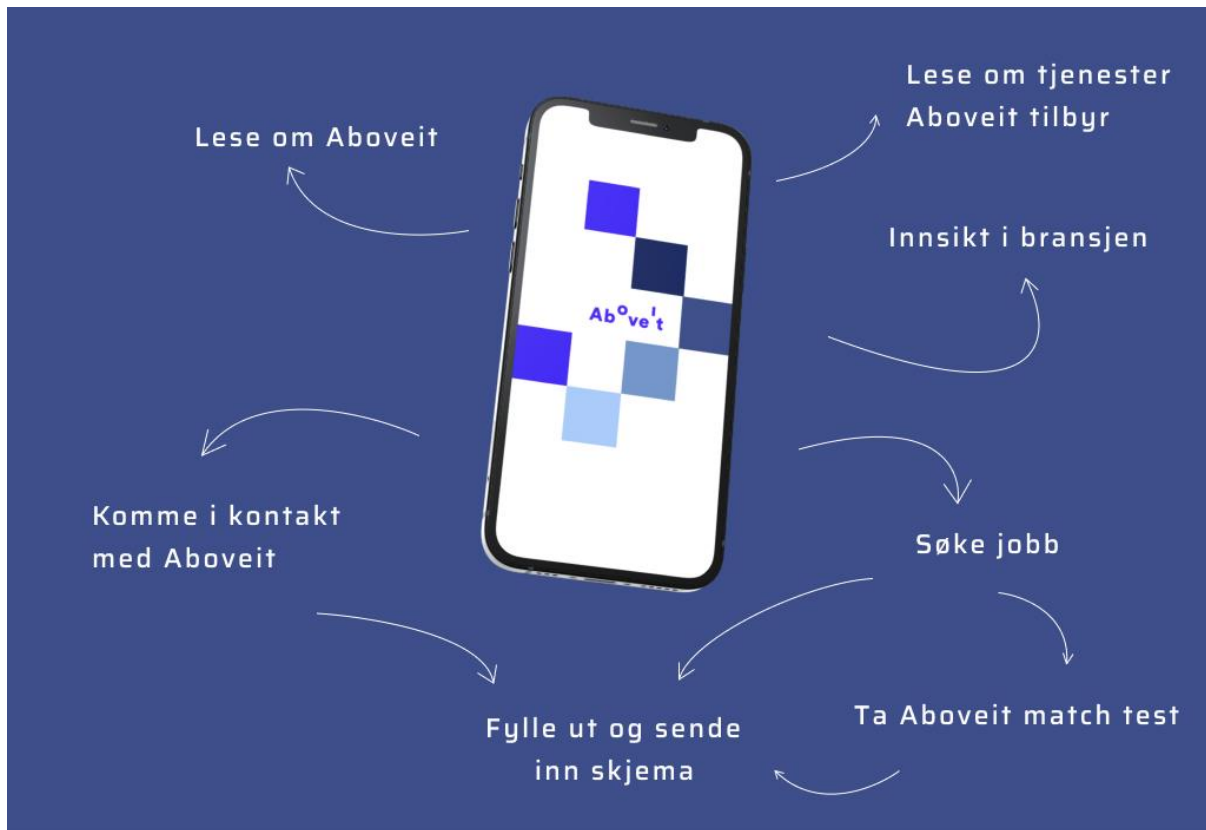 Lese om Aboveit
Lese om tjenester
Aboveit tilbyr
Innsikt i bransjen
Above't
Komme i kontakt
med Aboveit
Søke jobb
Fylle ut og sende
inn skjema
Ta Aboveit match test